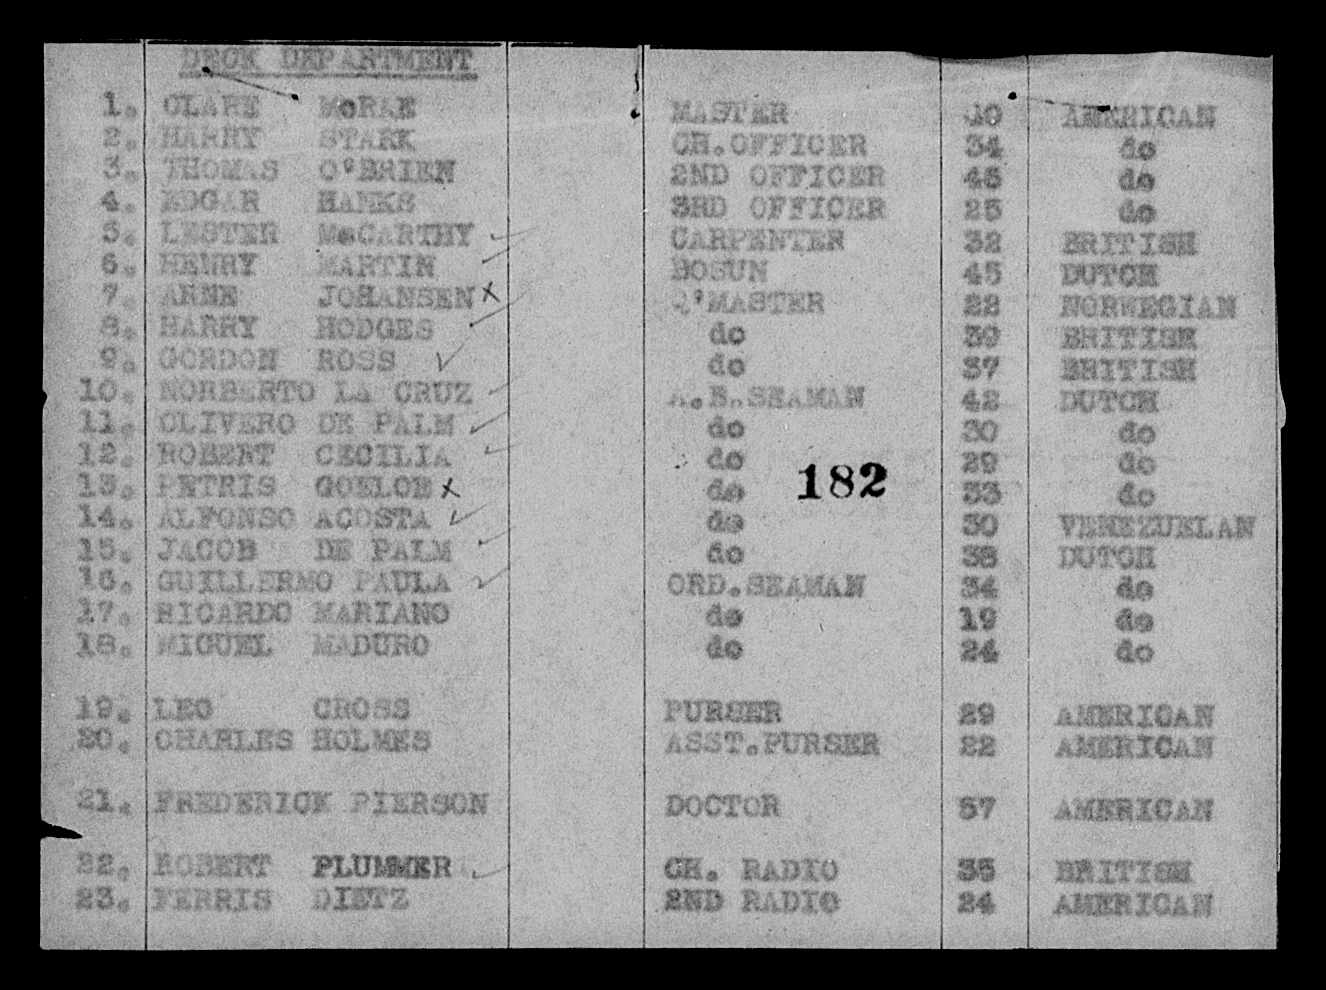 DECK DEPARTMENT
1. CLARE McRAE MASTER 40 AMERICAN
2. HARRY STARK CH.OFFICER 34 do
3. THOMAS O'BRIEN 2ND OFFICER 45 do
4. EDGAR HANKS 3RD OFFICER 25 do
5. LESTER McCARTHY CARPENTER 32 BRITISH
6. HENRY MARTIN BOSUN 45 DUTCH
7. ARNE JOHANSEN Q'MASTER 22 NORWEGIAN
8. HARRY HODGES do 39 BRITISH
9. GORDON ROSS do 37 BRITISH
10. NORBERTO LA CRUZ A.B.SEAMAN 42 DUTCH
11. OLIVERO DE PALM do 30 do
12. ROBERT CECILIA do 29 do
13. PETRIS GOELOE do 33 do
182
14. ALFONSO ACOSTA do 30 VENEZUELAN
15. JACOB DE PALM do 38 DUTCH
16. GUILLERMO PAULA ORD.SEAMAN 34 do
17. RICARDO MARIANO do 19 do
18. MIGUEL MADURO do 24 do
19. LEO CROSS PURSER 29 AMERICAN
20. CHARLES HOLMES ASST.PURSER 22 AMERICAN
21. FREDERICK PIERSON DOCTOR 57 AMERICAN
22. ROBERT PLUMMER CH. RADIO 35 BRITISH
23. FERRIS DIETZ 2ND RADIO 24 AMERICAN